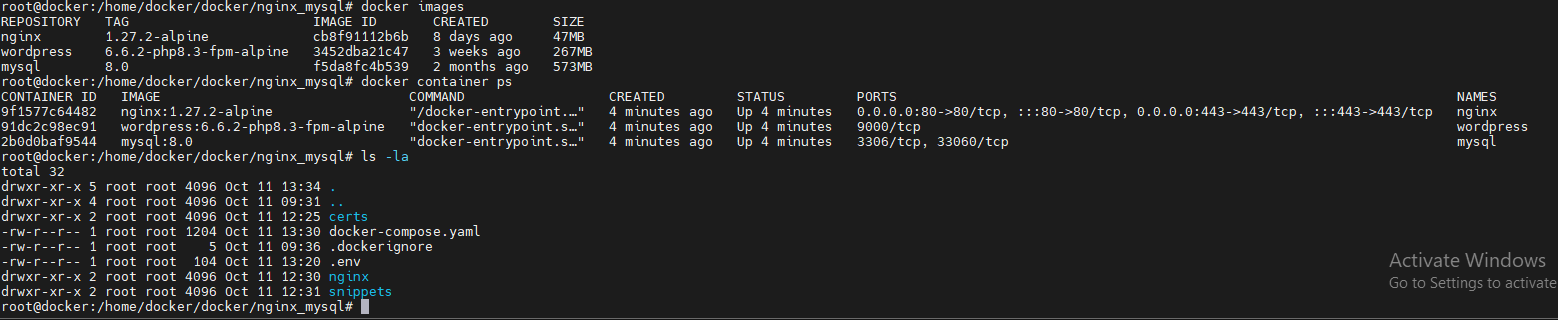 root@docker:/home/docker/docker/nginx_mysql# docker images
REPOSITORY   TAG                       IMAGE ID       CREATED        SIZE
nginx        1.27.2-alpine             cb8f91112b6b   8 days ago     47MB
wordpress    6.6.2-php8.3-fpm-alpine   3452dba21c47   3 weeks ago    267MB
mysql        8.0                       f5da8fc4b539   2 months ago   573MB
root@docker:/home/docker/docker/nginx_mysql# docker container ps
CONTAINER ID   IMAGE                               COMMAND                  CREATED         STATUS         PORTS                                                                      NAMES
9f1577c64482   nginx:1.27.2-alpine                 "/docker-entrypoint.…"   4 minutes ago   Up 4 minutes   0.0.0.0:80->80/tcp, :::80->80/tcp, 0.0.0.0:443->443/tcp, :::443->443/tcp   nginx
91dc2c98ec91   wordpress:6.6.2-php8.3-fpm-alpine   "docker-entrypoint.s…"   4 minutes ago   Up 4 minutes   9000/tcp                                                                   wordpress
2b0d0baf9544   mysql:8.0                           "docker-entrypoint.s…"   4 minutes ago   Up 4 minutes   3306/tcp, 33060/tcp                                                        mysql
root@docker:/home/docker/docker/nginx_mysql# ls -la
total 32
drwxr-xr-x 5 root root 4096 Oct 11 13:34 .
drwxr-xr-x 4 root root 4096 Oct 11 09:31 ..
drwxr-xr-x 2 root root 4096 Oct 11 12:25 certs
-rw-r--r-- 1 root root 1204 Oct 11 13:30 docker-compose.yaml
-rw-r--r-- 1 root root    5 Oct 11 09:36 .dockerignore
-rw-r--r-- 1 root root  104 Oct 11 13:20 .env
drwxr-xr-x 2 root root 4096 Oct 11 12:30 nginx
drwxr-xr-x 2 root root 4096 Oct 11 12:31 snippets
root@docker:/home/docker/docker/nginx_mysql#
Activate Windows
Go to Settings to activate